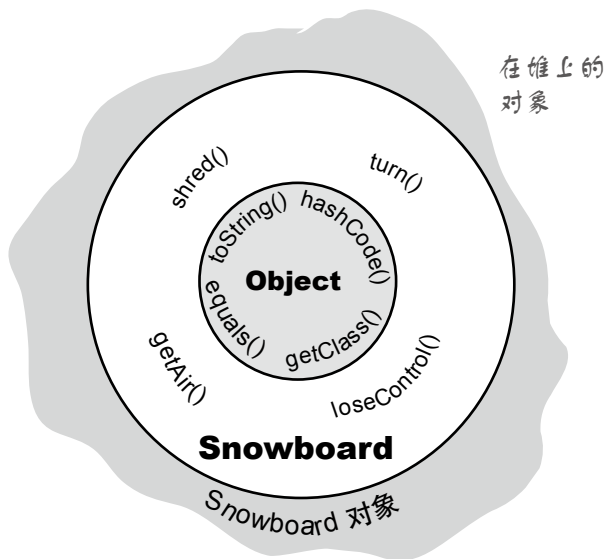 在堆上的
对象
shred()
turn()
toString()
hashCode()
Object
equals()
getClass()
getAir()
loseControl()
Snowboard
Snowboard 对象